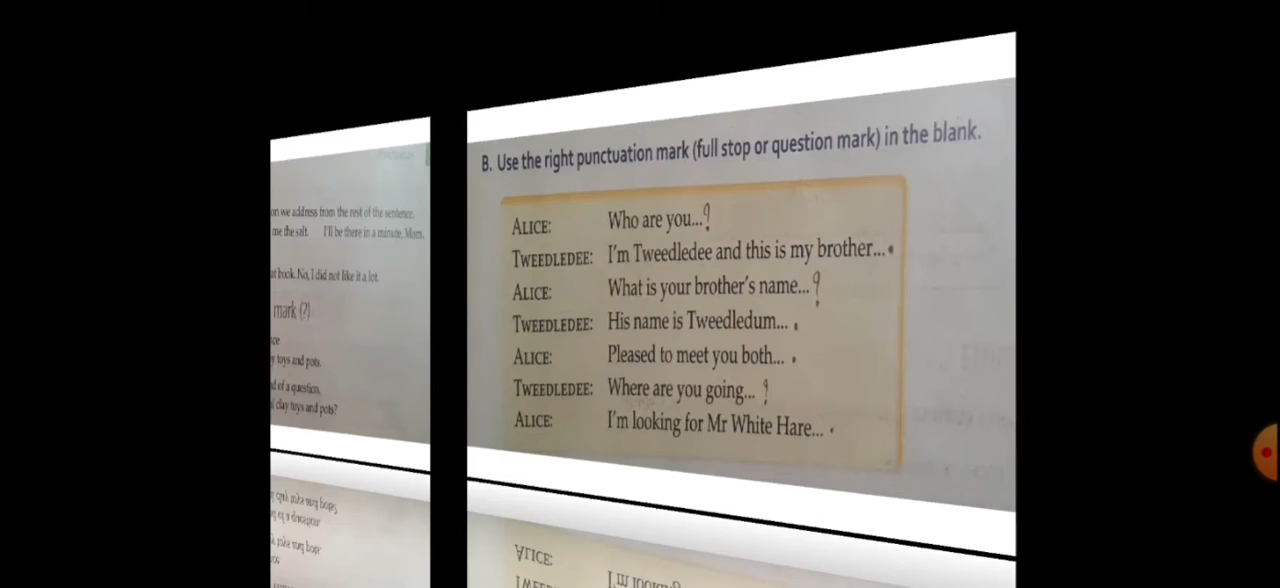 on we address from the rest of the sentence.
me the salt. I'll be there in a minute, Mom.
at book. No, I did not like it a lot.
mark (?)
y toys and pots.
d of a question.
clay toys and pots?
B. Use the right punctuation mark (full stop or question mark) in the blank.
ALICE: Who are you...?
TWEEDLEDEE: I'm Tweedledee and this is my brother....
ALICE: What is your brother's name...?
TWEEDLEDEE: His name is Tweedledum... .
ALICE: Pleased to meet you both... .
TWEEDLEDEE: Where are you going... ?
ALICE: I'm looking for Mr White Hare... .
ALICE: